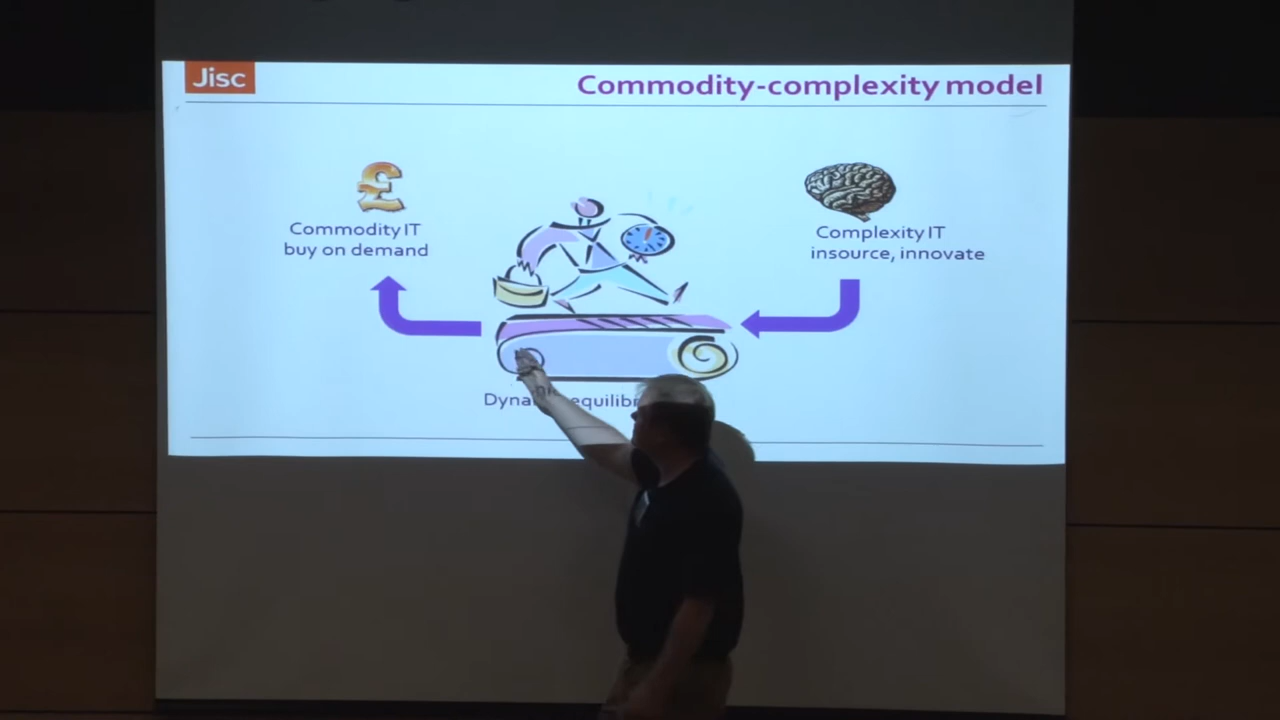 Jisc
Commodity-complexity model
£
Commodity IT
buy on demand
Complexity IT
insource, innovate